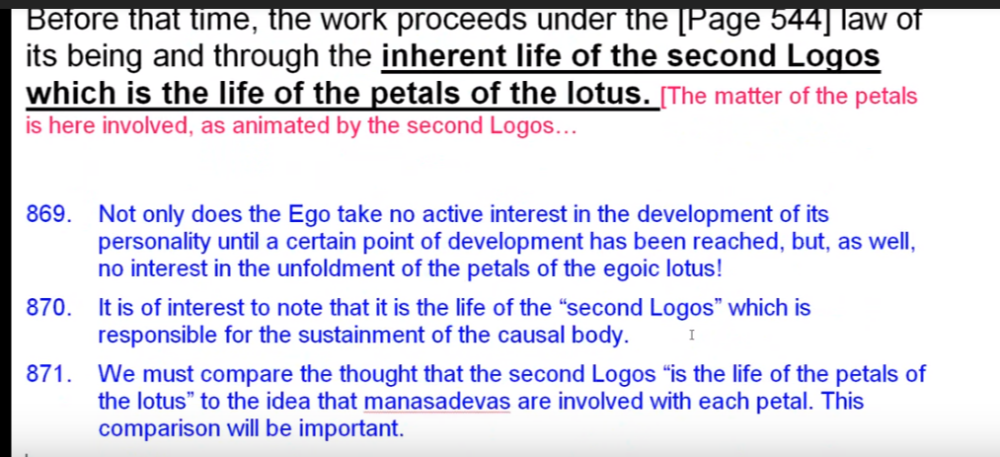 Before that time, the work proceeds under the [Page 544] law of
its being and through the inherent life of the second Logos
which is the life of the petals of the lotus. [The matter of the petals
is here involved, as animated by the second Logos…
869. Not only does the Ego take no active interest in the development of its
personality until a certain point of development has been reached, but, as well,
no interest in the unfoldment of the petals of the egoic lotus!
870. It is of interest to note that it is the life of the “second Logos” which is
responsible for the sustainment of the causal body.
871. We must compare the thought that the second Logos “is the life of the petals of
the lotus” to the idea that manasadevas are involved with each petal. This
comparison will be important.